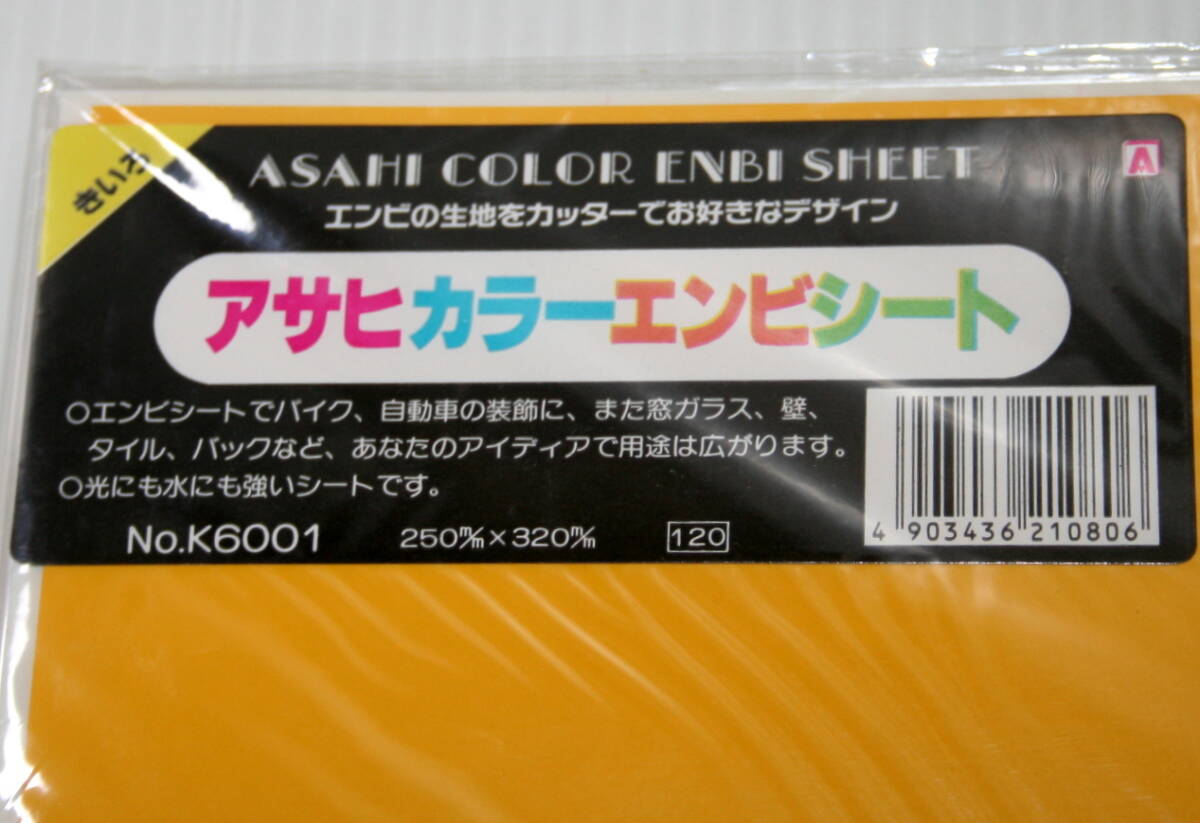 きいろ
ASAHI COLOR ENBI SHEET
A
エンビの生地をカッターでお好きなデザイン
アサヒカラーエンビシート
○エンビシートでバイク、自動車の装飾に、また窓ガラス、壁、
タイル、バックなど、あなたのアイディアで用途は広がります。
○光にも水にも強いシートです。
No.K6001 250m/m×320m/m 120
4 903436 210806